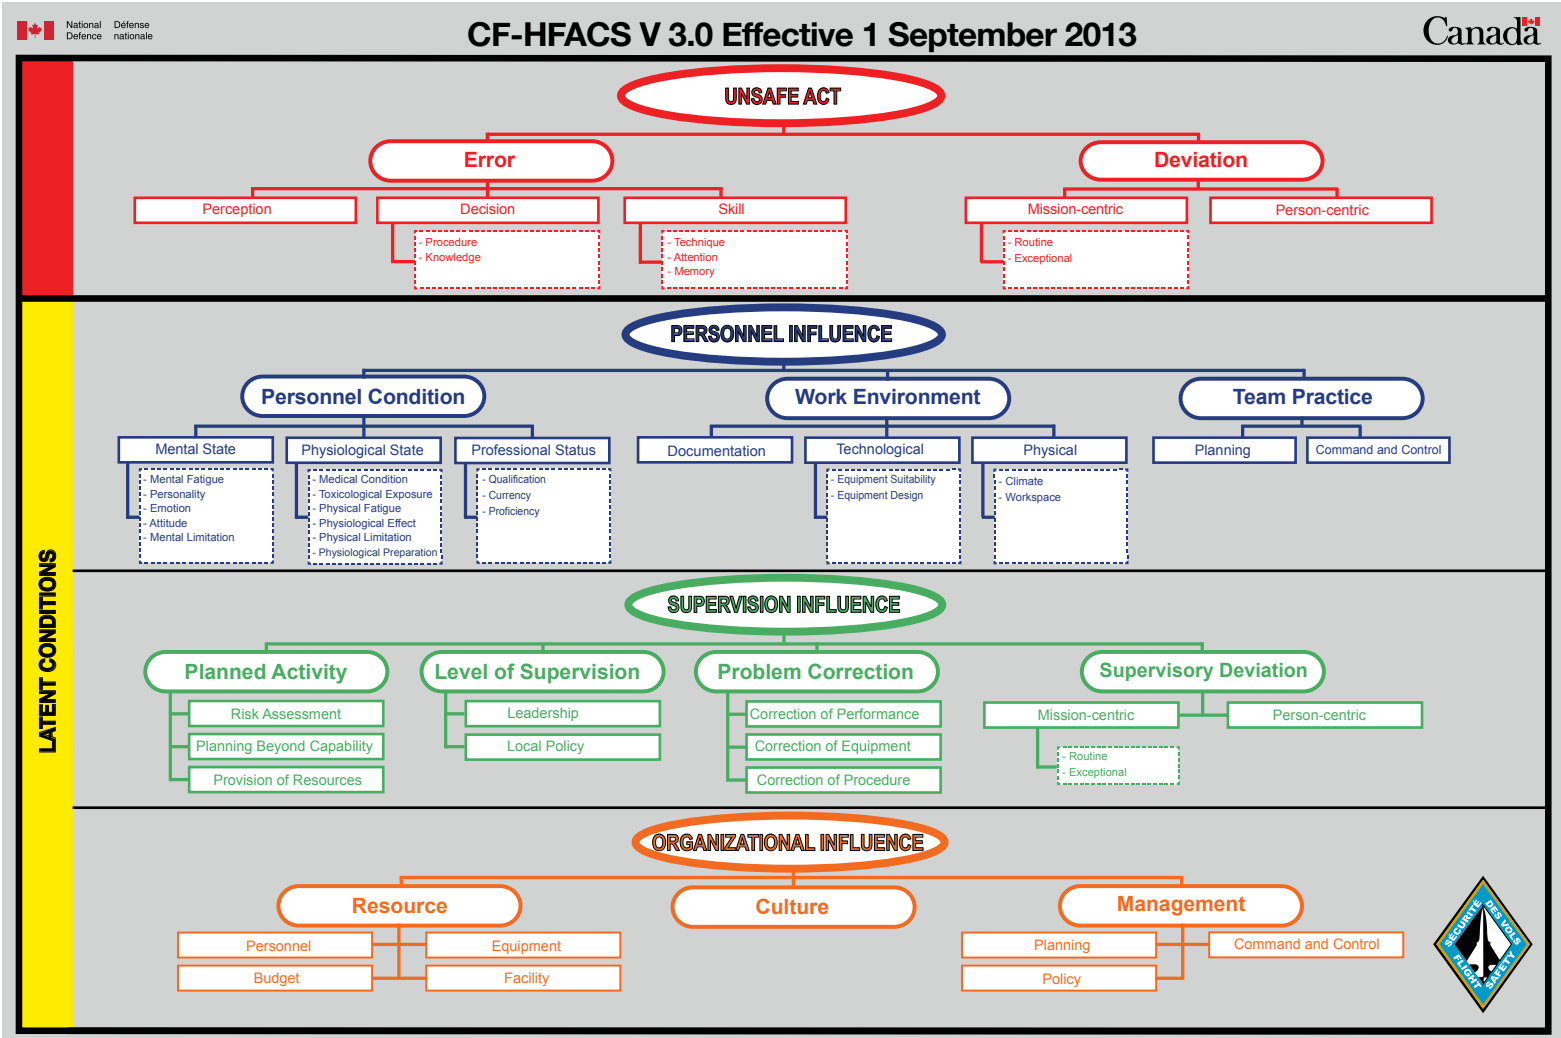 National Défense
Defence nationale
CF-HFACS V 3.0 Effective 1 September 2013
Canada
UNSAFE ACT
Error
Deviation
Perception
Decision
Skill
Mission-centric
Person-centric
- Procedure
- Knowledge
- Technique
- Attention
- Memory
- Routine
- Exceptional
LATENT CONDITIONS
PERSONNEL INFLUENCE
Personnel Condition
Work Environment
Team Practice
Mental State
Physiological State
Professional Status
Documentation
Technological
Physical
Planning
Command and Control
- Mental Fatigue
- Personality
- Emotion
- Attitude
- Mental Limitation
- Medical Condition
- Toxicological Exposure
- Physical Fatigue
- Physiological Effect
- Physical Limitation
- Physiological Preparation
- Qualification
- Currency
- Proficiency
- Equipment Suitability
- Equipment Design
- Climate
- Workspace
SUPERVISION INFLUENCE
Planned Activity
Level of Supervision
Problem Correction
Supervisory Deviation
Risk Assessment
Planning Beyond Capability
Provision of Resources
Leadership
Local Policy
Correction of Performance
Correction of Equipment
Correction of Procedure
Mission-centric
Person-centric
- Routine
- Exceptional
ORGANIZATIONAL INFLUENCE
Resource
Culture
Management
Personnel
Equipment
Budget
Facility
Planning
Command and Control
Policy
SÉCURITÉ
DES VOLS
FLIGHT
SAFETY